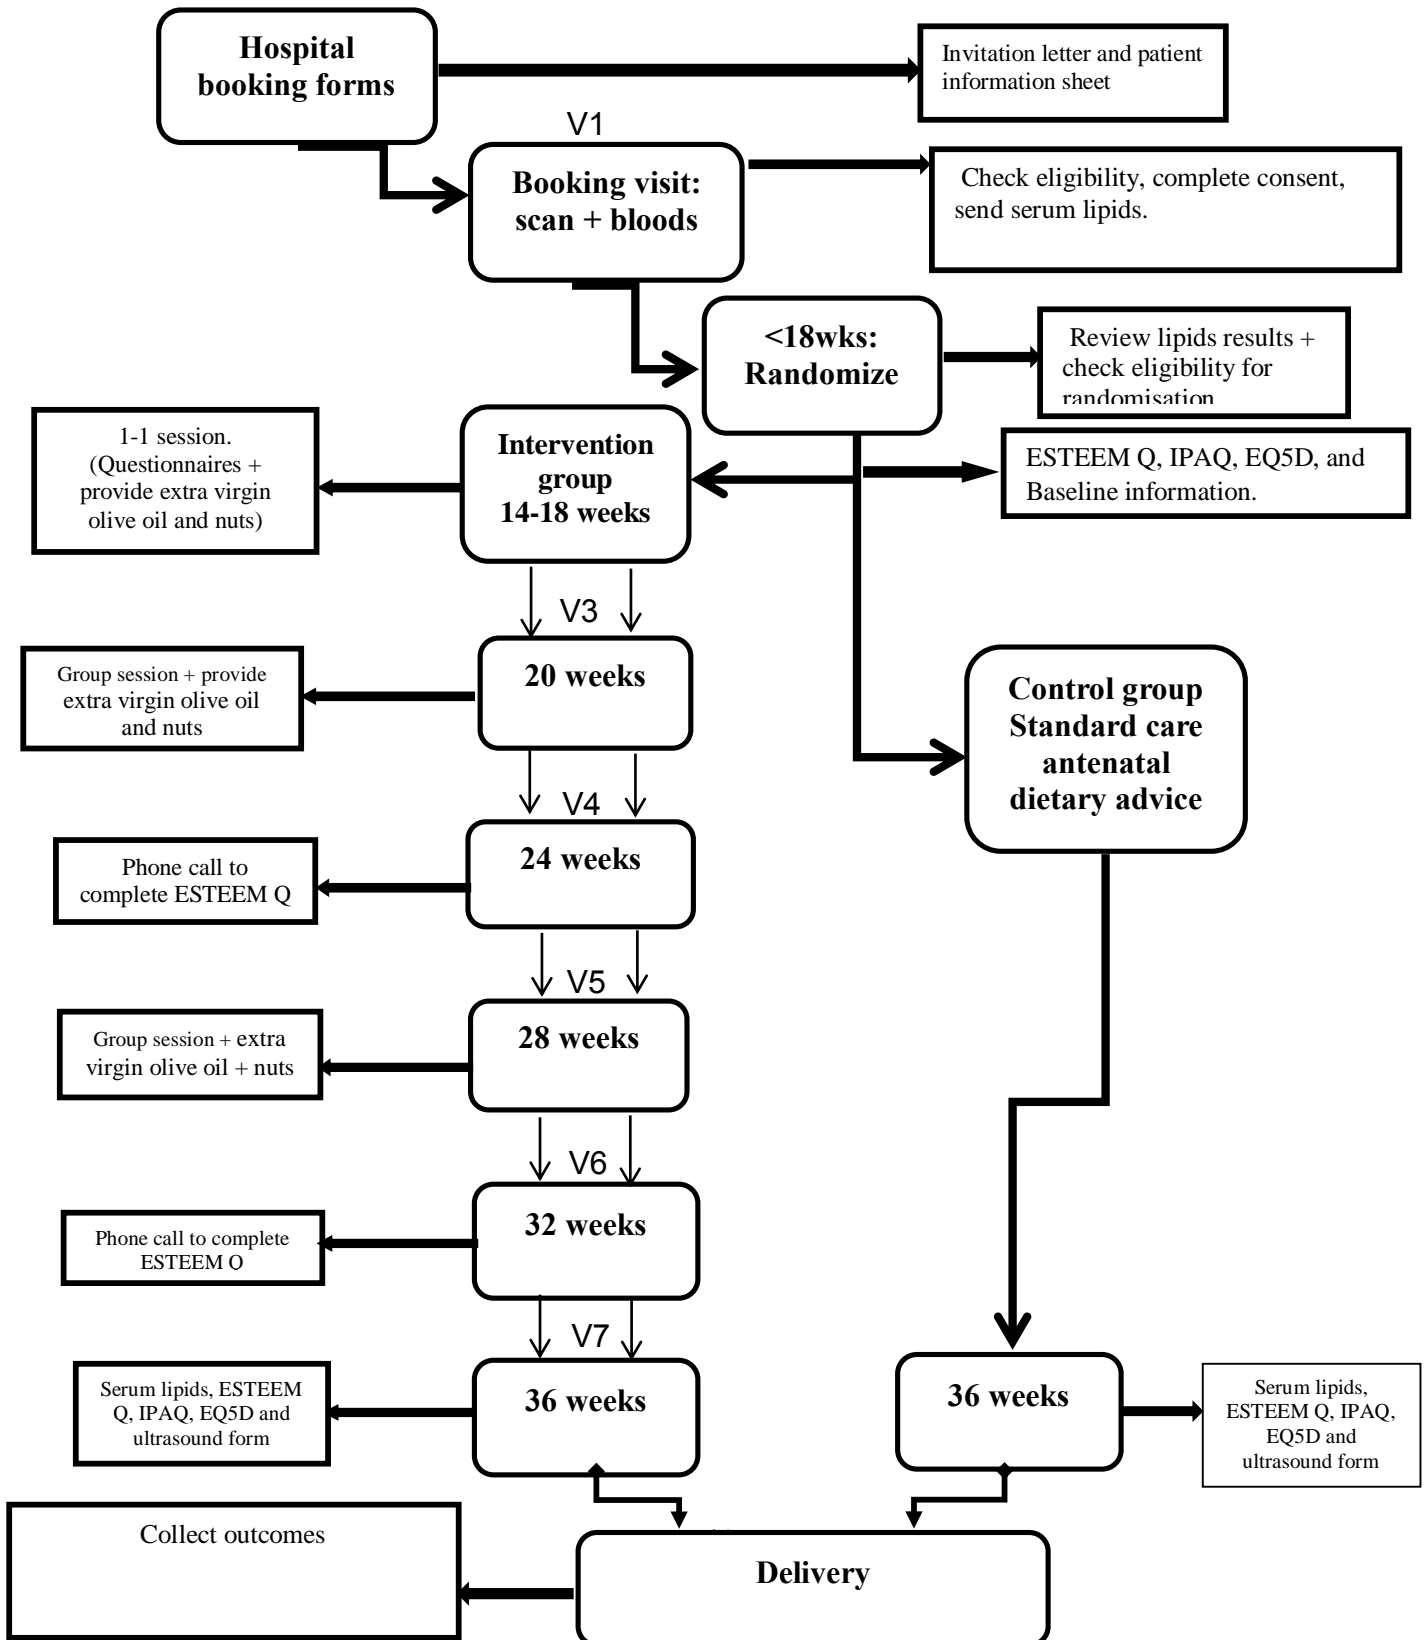 Hospital
booking forms
Invitation letter and patient
information sheet
V1
Booking visit:
scan + bloods
Check eligibility, complete consent,
send serum lipids.
<18wks:
Randomize
Review lipids results +
check eligibility for
randomisation
1-1 session.
(Questionnaires +
provide extra virgin
olive oil and nuts)
Intervention
group
14-18 weeks
ESTEEM Q, IPAQ, EQ5D, and
Baseline information.
V3
Group session + provide
extra virgin olive oil
and nuts
20 weeks
Control group
Standard care
antenatal
dietary advice
V4
Phone call to
complete ESTEEM Q
24 weeks
V5
Group session + extra
virgin olive oil + nuts
28 weeks
V6
Phone call to complete
ESTEEM Q
32 weeks
V7
Serum lipids, ESTEEM
Q, IPAQ, EQ5D and
ultrasound form
36 weeks
36 weeks
Serum lipids,
ESTEEM Q, IPAQ,
EQ5D and
ultrasound form
Collect outcomes
Delivery